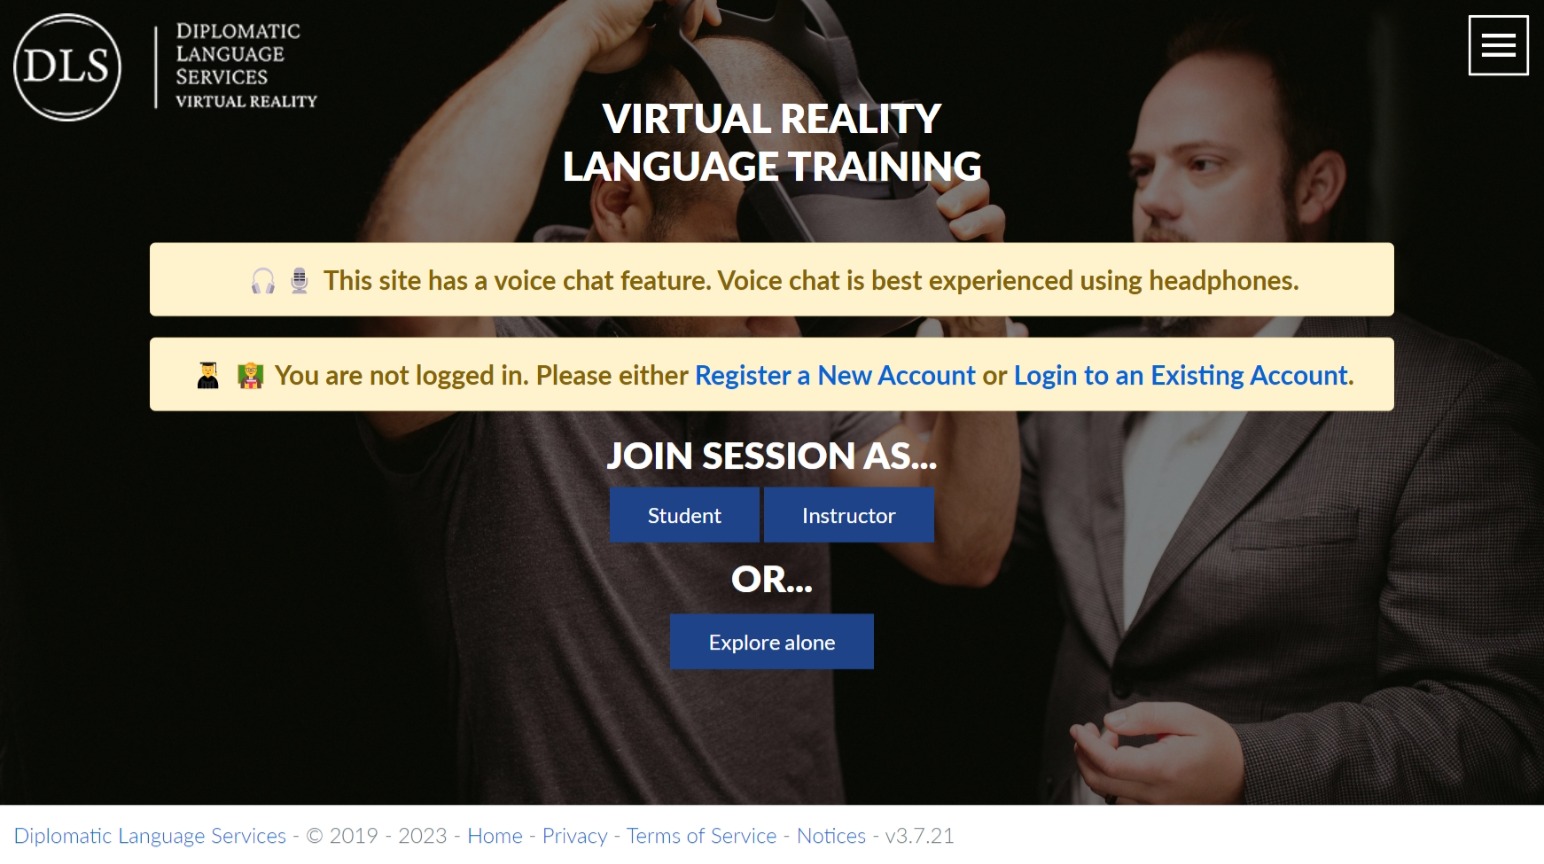 DLS
DIPLOMATIC
LANGUAGE
SERVICES
VIRTUAL REALITY
VIRTUAL REALITY
LANGUAGE TRAINING
This site has a voice chat feature. Voice chat is best experienced using headphones.
You are not logged in. Please either Register a New Account or Login to an Existing Account.
JOIN SESSION AS...
Student Instructor
OR...
Explore alone
Diplomatic Language Services - © 2019 - 2023 - Home - Privacy - Terms of Service - Notices - v3.7.21